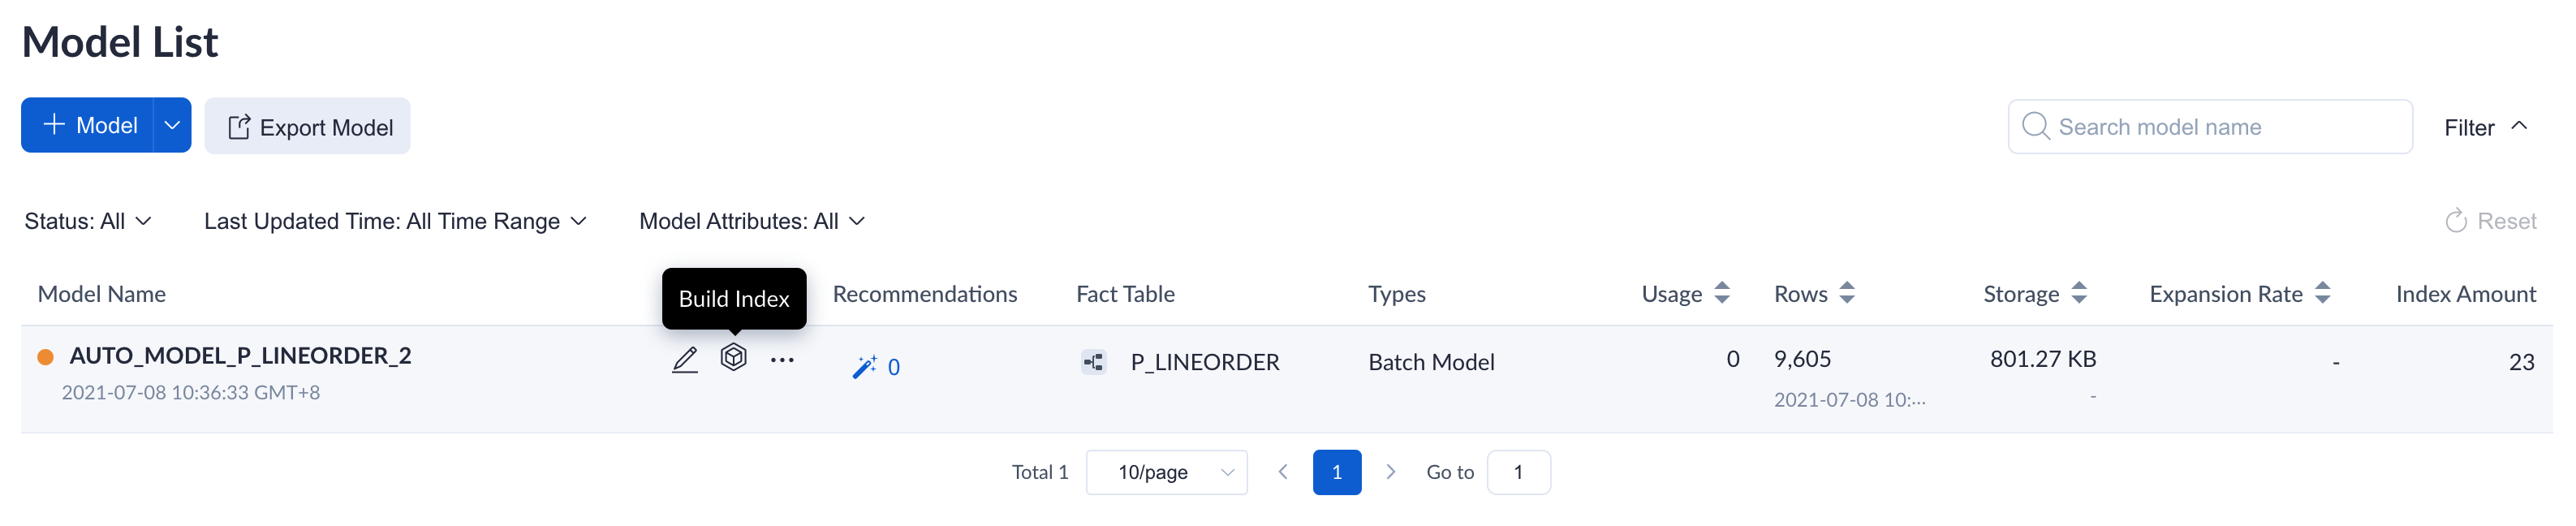 Model List
Model
Export Model
Search model name
Filter
Status: All
Last Updated Time: All Time Range
Model Attributes: All
Reset
Model Name
Build Index
Recommendations
Fact Table
Types
Usage
Rows
Storage
Expansion Rate
Index Amount
AUTO_MODEL_P_LINEORDER_2
0
P_LINEORDER
Batch Model
0
9,605
801.27 KB
-
23
2021-07-08 10:36:33 GMT+8
2021-07-08 10:...
-
Total 1
10/page
1
Go to
1